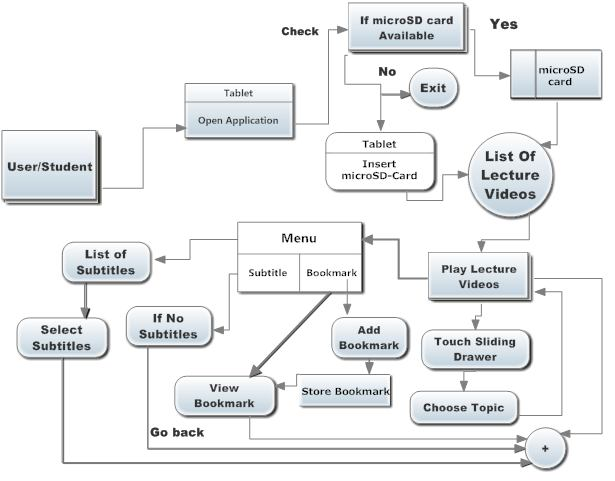 If microSD card
Available
Check
Yes
No
Exit
microSD
card
Tablet
Open Application
Tablet
Insert
microSD-Card
User/Student
List Of
Lecture
Videos
Menu
Subtitle
Bookmark
List of
Subtitles
Play Lecture
Videos
Select
Subtitles
If No
Subtitles
Add
Bookmark
Touch Sliding
Drawer
View
Bookmark
Store Bookmark
Choose Topic
Go back
+